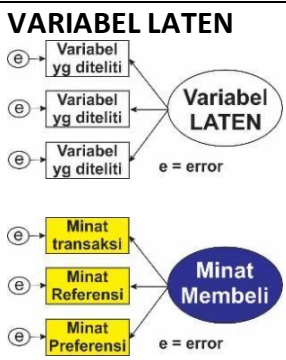 VARIABEL LATEN
e
Variabel
yg diteliti
e
Variabel
yg diteliti
e
Variabel
yg diteliti
Variabel
LATEN
e = error
e
Minat
transaksi
e
Minat
Referensi
e
Minat
Preferensi
Minat
Membeli
e = error